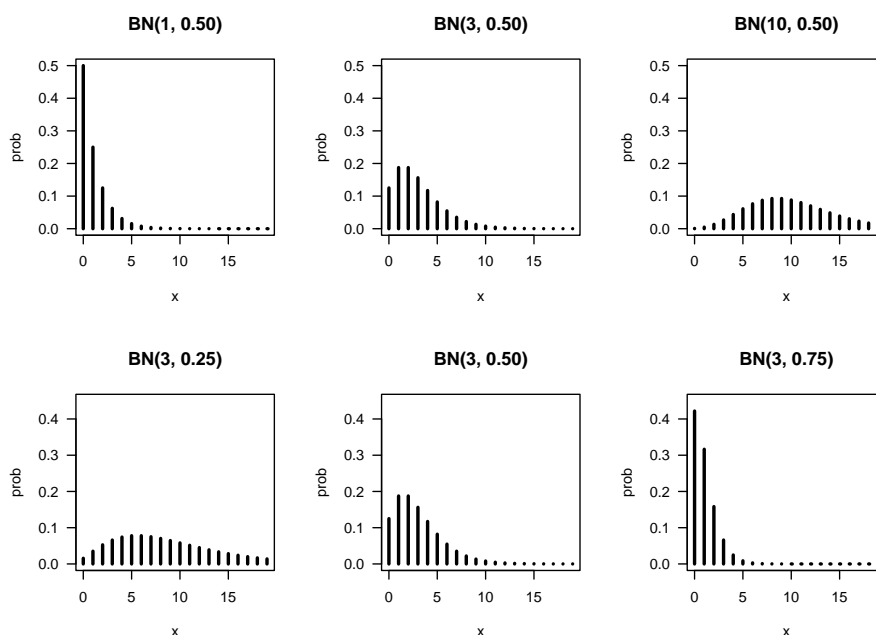 BN(1, 0.50) BN(3, 0.50) BN(10, 0.50)
0.5 0.5 0.5
0.4 0.4 0.4
0.3 0.3 0.3
prob prob prob
0.2 0.2 0.2
0.1 0.1 0.1
0.0 0.0 0.0
0 5 10 15 0 5 10 15 0 5 10 15
x x x
BN(3, 0.25) BN(3, 0.50) BN(3, 0.75)
0.4 0.4 0.4
0.3 0.3 0.3
prob prob prob
0.2 0.2 0.2
0.1 0.1 0.1
0.0 0.0 0.0
0 5 10 15 0 5 10 15 0 5 10 15
x x x